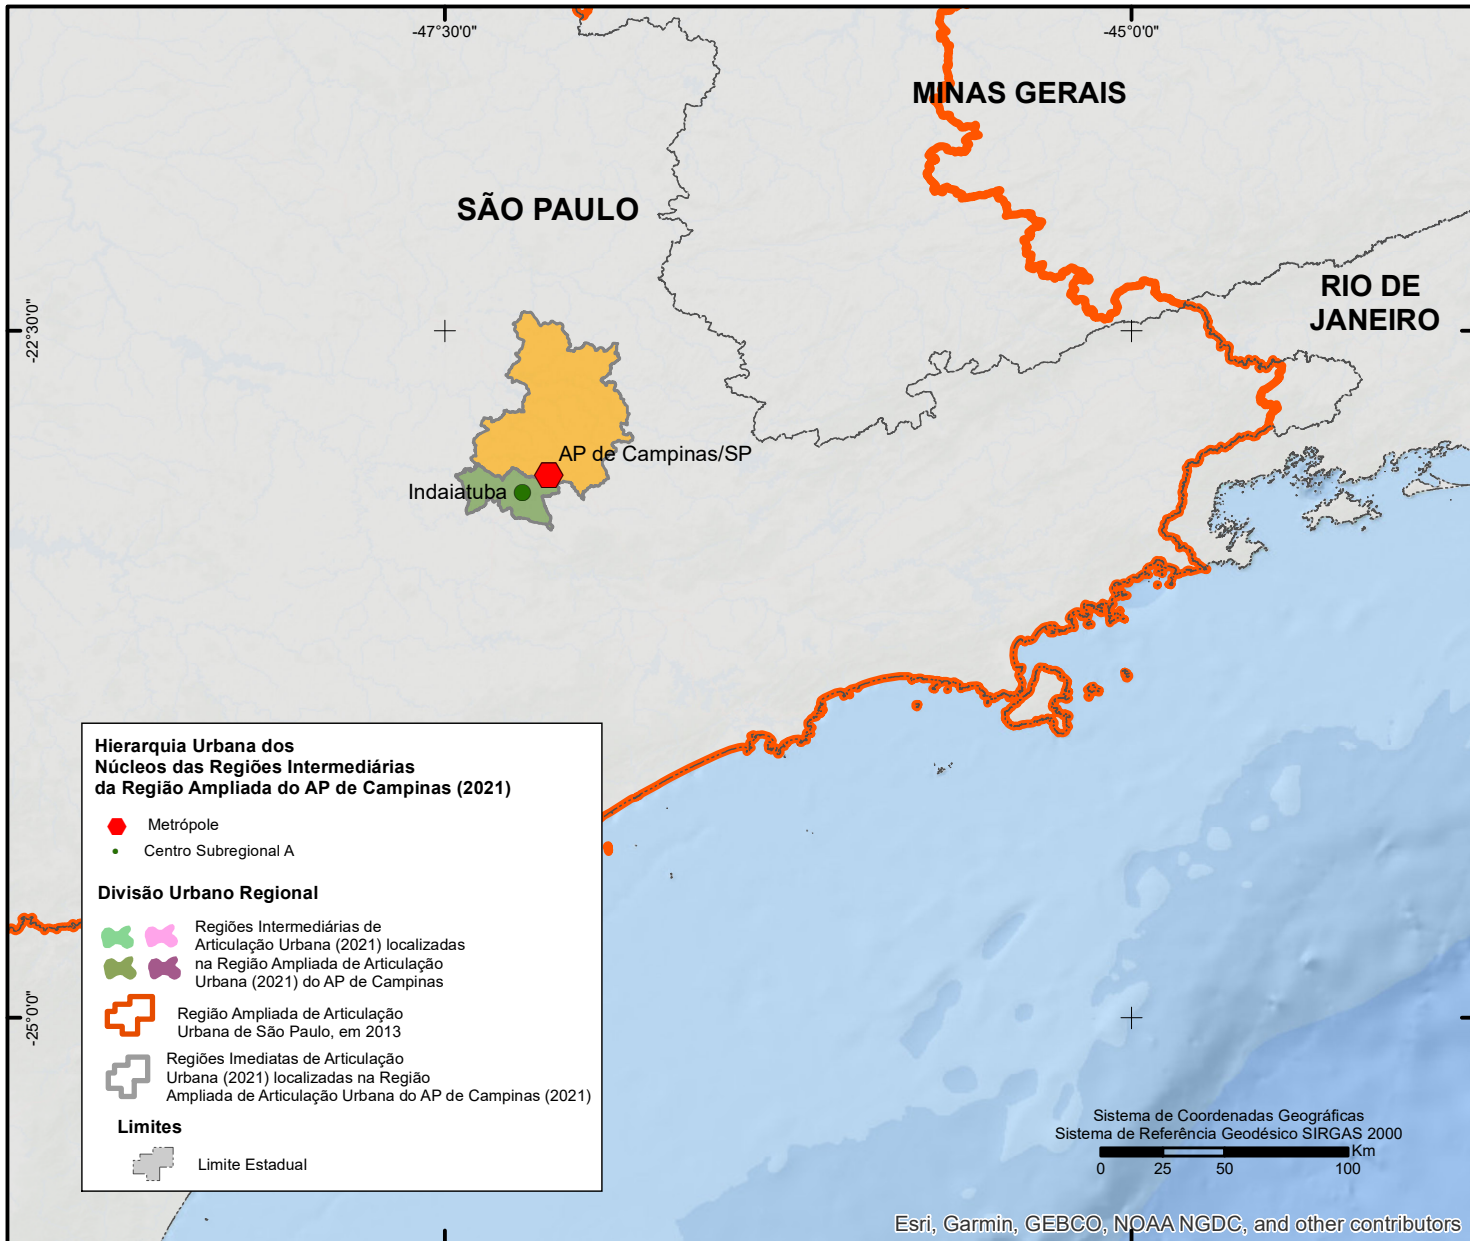 -47°30'0"
-45°0'0"
MINAS GERAIS
SÃO PAULO
RIO DE
JANEIRO
-22°30'0"
AP de Campinas/SP
Indaiatuba
Hierarquia Urbana dos
Núcleos das Regiões Intermediárias
da Região Ampliada do AP de Campinas (2021)
Metrópole
Centro Subregional A
Divisão Urbano Regional
Regiões Intermediárias de
Articulação Urbana (2021) localizadas
na Região Ampliada de Articulação
Urbana (2021) do AP de Campinas
Região Ampliada de Articulação
Urbana de São Paulo, em 2013
Regiões Imediatas de Articulação
Urbana (2021) localizadas na Região
Ampliada de Articulação Urbana do AP de Campinas (2021)
Limites
Limite Estadual
-25°0'0"
Sistema de Coordenadas Geográficas
Sistema de Referência Geodésico SIRGAS 2000
Km
0 25 50 100
Esri, Garmin, GEBCO, NOAA NGDC, and other contributors